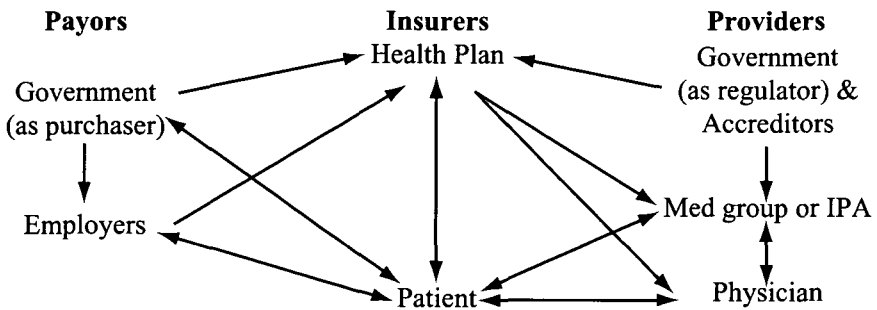 Payors
Insurers
Providers
Health Plan
Government
(as purchaser)
Government
(as regulator) &
Accreditors
Employers
Med group or IPA
Patient
Physician